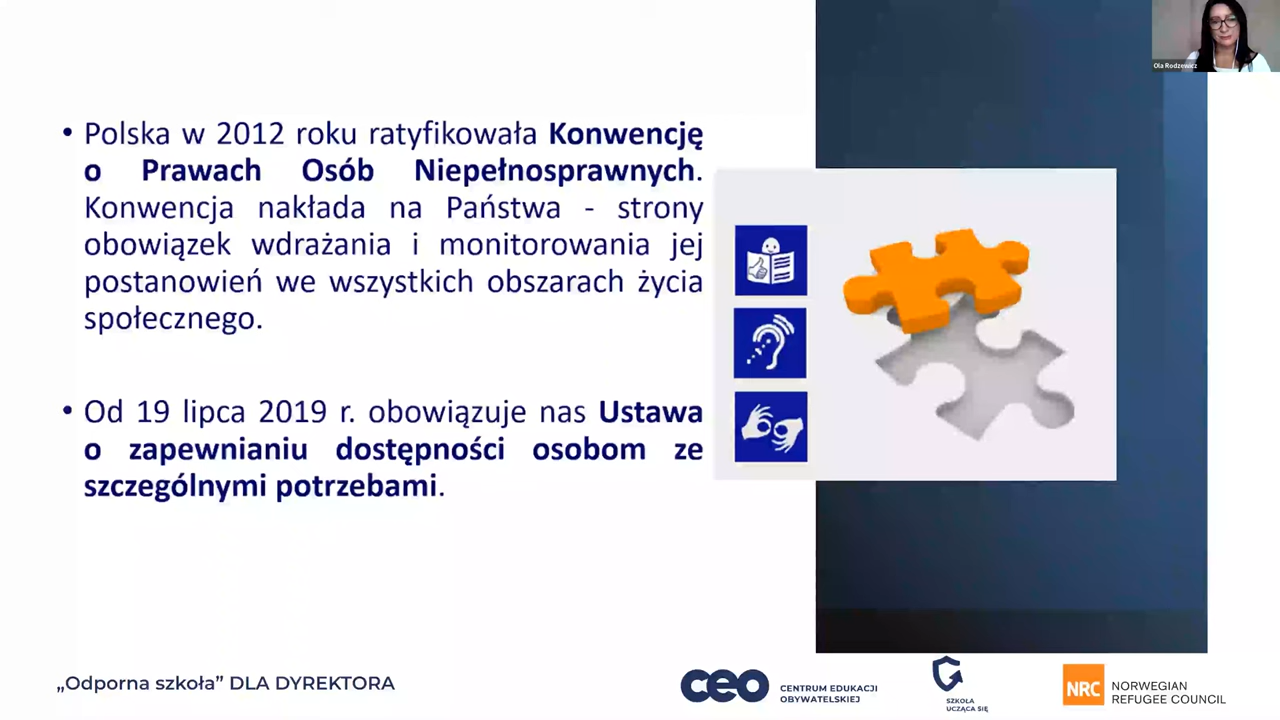 Ola Rodzewicz
• Polska w 2012 roku ratyfikowała Konwencję
o Prawach Osób Niepełnosprawnych.
Konwencja nakłada na Państwa - strony
obowiązek wdrażania i monitorowania jej
postanowień we wszystkich obszarach życia
społecznego.
• Od 19 lipca 2019 r. obowiązuje nas Ustawa
o zapewnianiu dostępności osobom ze
szczególnymi potrzebami.
„Odporna szkoła” DLA DYREKTORA
ceo
CENTRUM EDUKACJI
OBYWATELSKIEJ
SZKOŁA
UCZĄCA SIĘ
NRC
NORWEGIAN
REFUGEE COUNCIL